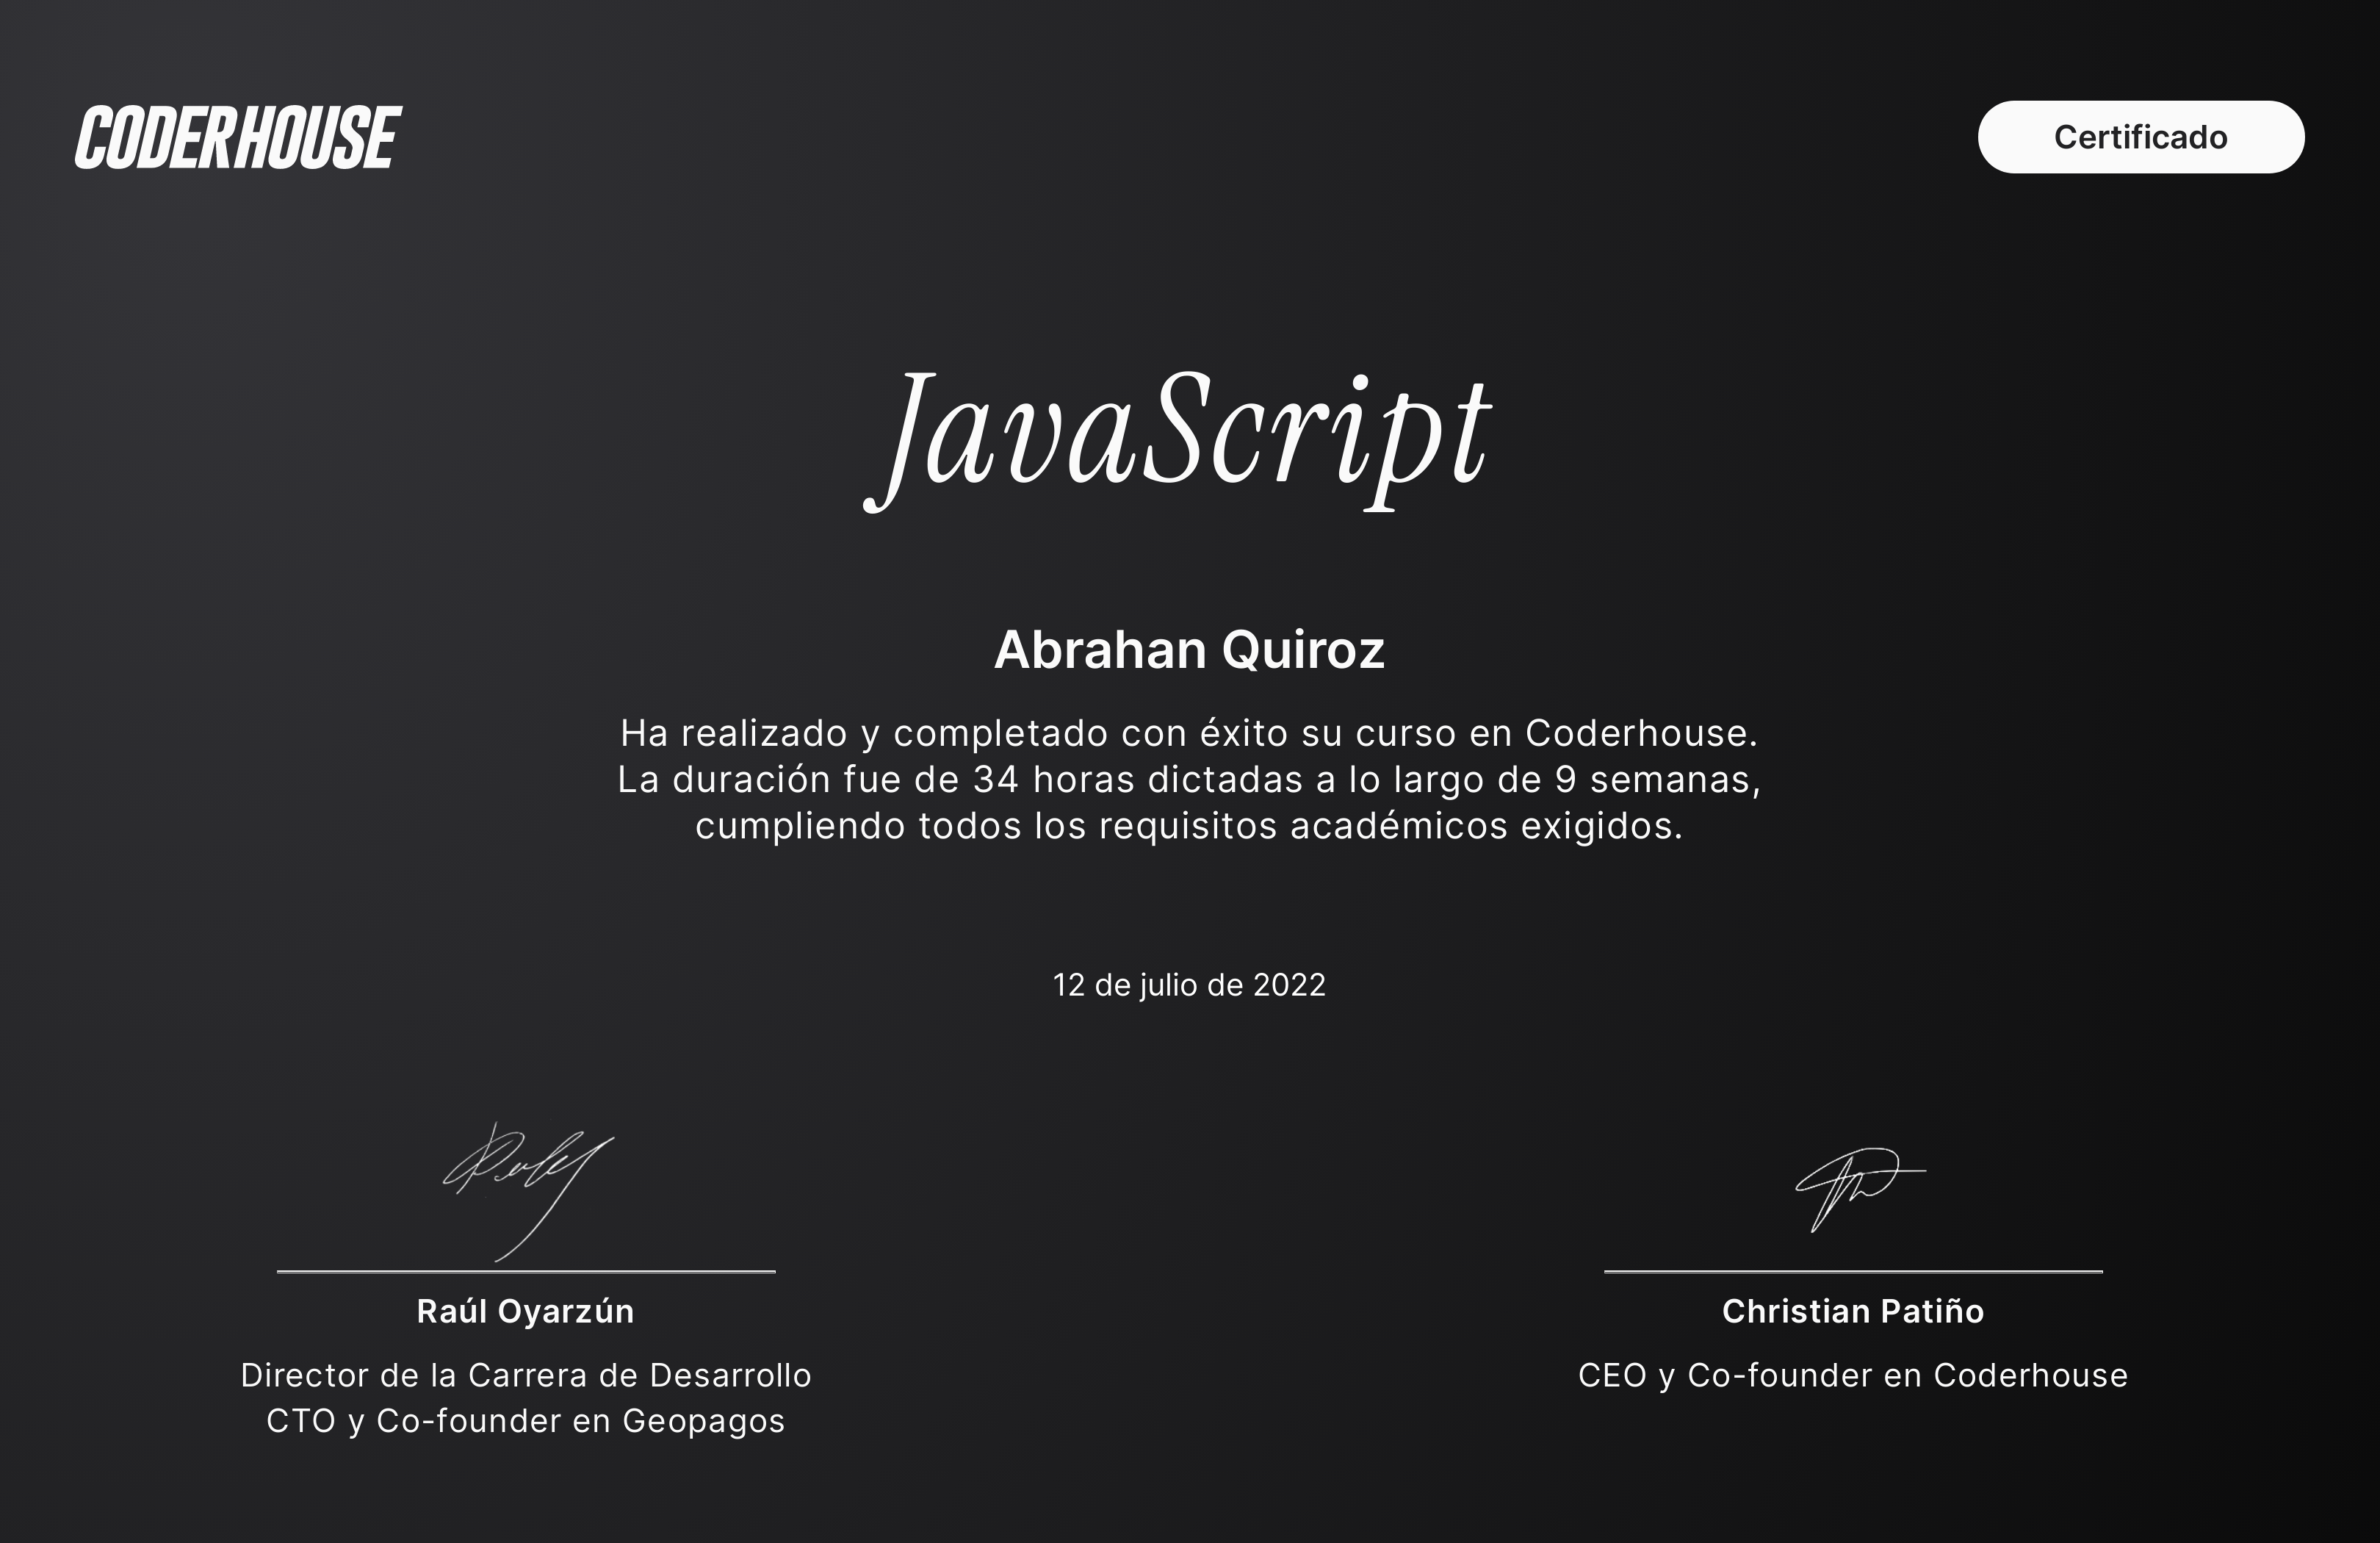 CODERHOUSE
Certificado
JavaScript
Abrahan Quiroz
Ha realizado y completado con éxito su curso en Coderhouse.
La duración fue de 34 horas dictadas a lo largo de 9 semanas,
cumpliendo todos los requisitos académicos exigidos.
12 de julio de 2022
Raúl Oyarzún
Director de la Carrera de Desarrollo
CTO y Co-founder en Geopagos
Christian Patiño
CEO y Co-founder en Coderhouse